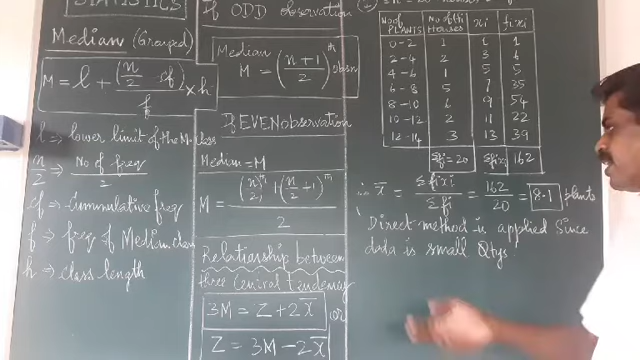 STATISTICS
Median (Grouped)
M = l + ((n/2 - cf)/f) × h
l → lower limit of the M. class
n/2 → No of freq / 2
cf → Cummulative freq
f → freq of Medium class
h → class length
If ODD observation
Median
M = ((n+1)/2)th obsn
If EVEN observation
Median = M
M = ((n/2)th + (n/2 + 1)th) / 2
Relationship between
three Central tendency
3M = Z + 2x̄ or
Z = 3M - 2x̄
No of PLANTS No of the Houses xi fixi
0-2 1 1 1
2-4 2 3 6
4-6 1 5 5
6-8 5 7 35
8-10 6 9 54
10-12 2 11 22
12-14 3 13 39
Σfi = 20 Σfixi 162
∴ x̄ = Σfixi / Σfi = 162/20 = 8.1 plants
Direct method is applied Since
data is small Qtys.